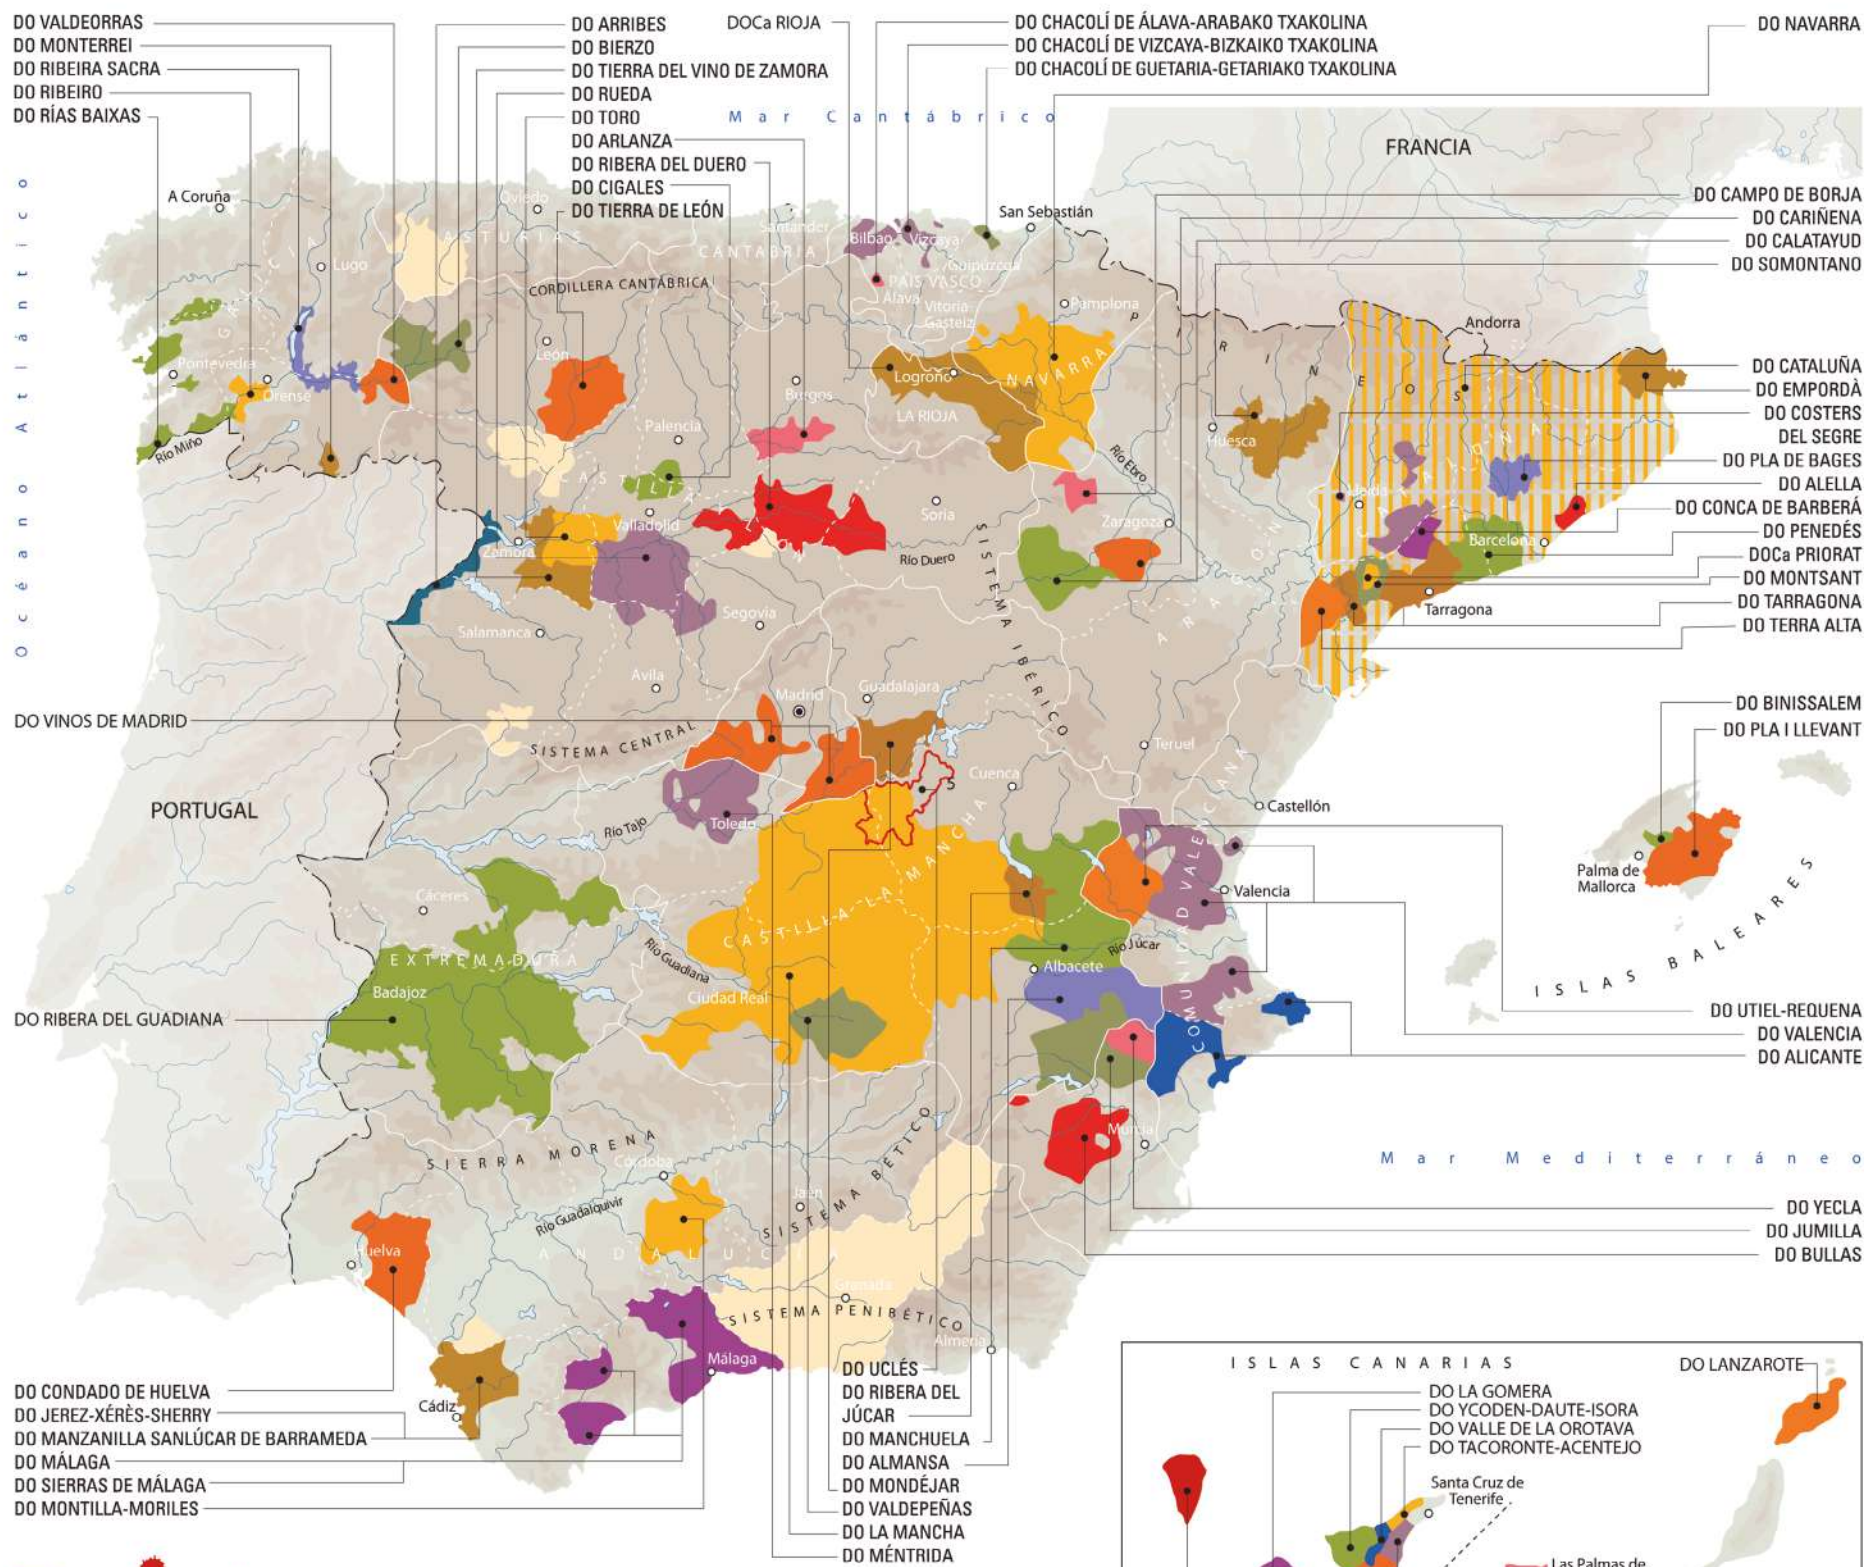 DO VALDEORRAS
DO MONTERREI
DO RIBEIRA SACRA
DO RIBEIRO
DO RÍAS BAIXAS
DO ARRIBES
DO BIERZO
DO TIERRA DEL VINO DE ZAMORA
DO RUEDA
DO TORO
DO ARLANZA
DO RIBERA DEL DUERO
DO CIGALES
DO TIERRA DE LEÓN
DOCa RIOJA
DO CHACOLÍ DE ÁLAVA-ARABAKO TXAKOLINA
DO CHACOLÍ DE VIZCAYA-BIZKAIKO TXAKOLINA
DO CHACOLÍ DE GUETARIA-GETARIAKO TXAKOLINA
DO NAVARRA
Mar Cantábrico
FRANCIA
Océano Atlántico
DO CAMPO DE BORJA
DO CARIÑENA
DO CALATAYUD
DO SOMONTANO
A Coruña
Oviedo
Santander
San Sebastián
Bilbao
Vizcaya
Guipúzcoa
ASTURIAS
CANTABRIA
PAÍS VASCO
Álava
Vitoria
Gasteiz
Lugo
GALICIA
CORDILLERA CANTÁBRICA
Pamplona
PIRINEOS
Andorra
Pontevedra
Orense
León
Burgos
Logroño
NAVARRA
LA RIOJA
Palencia
Huesca
Río Miño
Río Ebro
CATALUÑA
DO CATALUÑA
DO EMPORDÀ
DO COSTERS
DEL SEGRE
DO PLA DE BAGES
DO ALELLA
DO CONCA DE BARBERÁ
DO PENEDÉS
DOCa PRIORAT
DO MONTSANT
DO TARRAGONA
DO TERRA ALTA
CASTILLA Y LEÓN
Valladolid
Zamora
Soria
Zaragoza
Lleida
Barcelona
Tarragona
Río Duero
SISTEMA IBÉRICO
ARAGÓN
Segovia
Salamanca
Avila
Madrid
Guadalajara
DO VINOS DE MADRID
SISTEMA CENTRAL
Teruel
Cuenca
PORTUGAL
Toledo
Río Tajo
Castellón
DO BINISSALEM
DO PLA I LLEVANT
Palma de
Mallorca
ISLAS BALEARES
CASTILLA LA MANCHA
COMUNIDAD VALENCIANA
Valencia
Cáceres
EXTREMADURA
Badajoz
Río Guadiana
Ciudad Real
Albacete
Río Júcar
DO RIBERA DEL GUADIANA
DO UTIEL-REQUENA
DO VALENCIA
DO ALICANTE
SIERRA MORENA
Córdoba
Jaén
SISTEMA BÉTICO
Murcia
Mar Mediterráneo
Río Guadalquivir
Huelva
ANDALUCIA
Granada
SISTEMA PENIBÉTICO
Almería
Málaga
Cádiz
DO YECLA
DO JUMILLA
DO BULLAS
DO CONDADO DE HUELVA
DO JEREZ-XÉRÈS-SHERRY
DO MANZANILLA SANLÚCAR DE BARRAMEDA
DO MÁLAGA
DO SIERRAS DE MÁLAGA
DO MONTILLA-MORILES
DO UCLÉS
DO RIBERA DEL
JÚCAR
DO MANCHUELA
DO ALMANSA
DO MONDÉJAR
DO VALDEPEÑAS
DO LA MANCHA
DO MÉNTRIDA
ISLAS CANARIAS
DO LANZAROTE
DO LA GOMERA
DO YCODEN-DAUTE-ISORA
DO VALLE DE LA OROTAVA
DO TACORONTE-ACENTEJO
Santa Cruz de
Tenerife
Las Palmas de